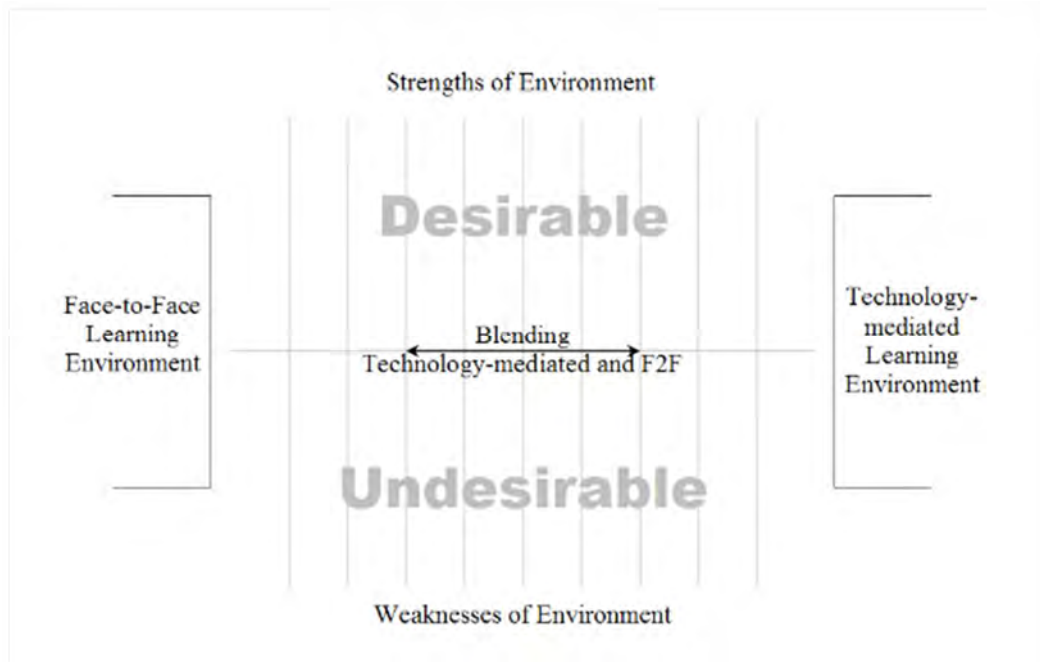 Strengths of Environment
Desirable
Face-to-Face
Learning
Environment
Blending
Technology-mediated and F2F
Technology-
mediated
Learning
Environment
Undesirable
Weaknesses of Environment